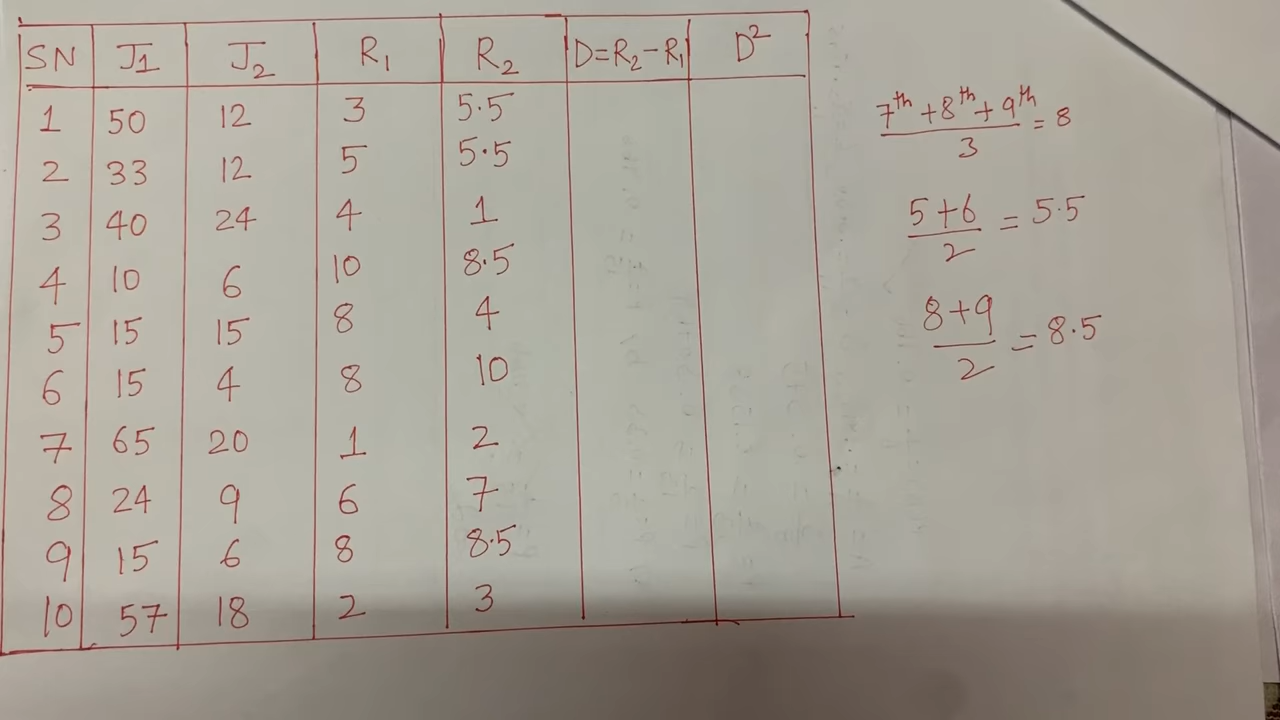 SN J1 J2 R1 R2 D=R2-R1 D²
1 50 12 3 5.5
2 33 12 5 5.5
3 40 24 4 1
4 10 6 10 8.5
5 15 15 8 4
6 15 4 8 10
7 65 20 1 2
8 24 9 6 7
9 15 6 8 8.5
10 57 18 2 3
7th+8th+9th/3 = 8
5+6/2 = 5.5
8+9/2 = 8.5